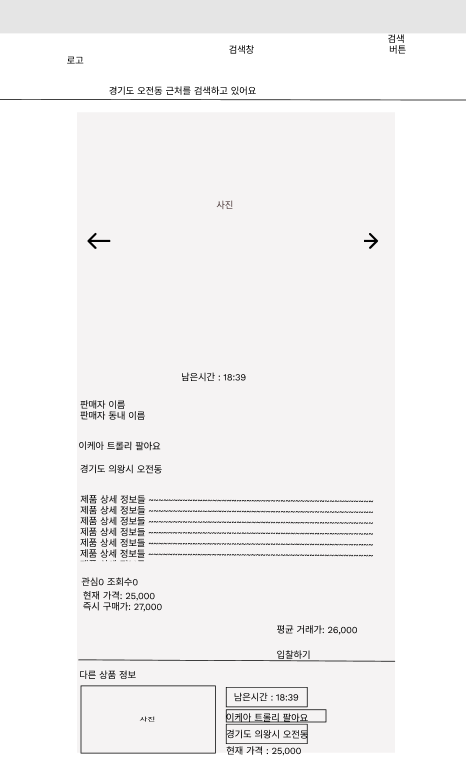 검색
버튼
검색창
로고
경기도 오전동 근처를 검색하고 있어요
사진
남은시간 : 18:39
판매자 이름
판매자 동내 이름
이케아 트롤리 팔아요
경기도 의왕시 오전동
제품 상세 정보들 ~~~~~~~~~~~~~~~~~~~~~~~~~~~~~~~~~~~~~~~~
제품 상세 정보들 ~~~~~~~~~~~~~~~~~~~~~~~~~~~~~~~~~~~~~~~~
제품 상세 정보들 ~~~~~~~~~~~~~~~~~~~~~~~~~~~~~~~~~~~~~~~~
제품 상세 정보들 ~~~~~~~~~~~~~~~~~~~~~~~~~~~~~~~~~~~~~~~~
제품 상세 정보들 ~~~~~~~~~~~~~~~~~~~~~~~~~~~~~~~~~~~~~~~~
제품 상세 정보들 ~~~~~~~~~~~~~~~~~~~~~~~~~~~~~~~~~~~~~~~~
관심0 조회수0
현재 가격: 25,000
즉시 구매가: 27,000
평균 거래가: 26,000
입찰하기
다른 상품 정보
사진
남은시간 : 18:39
이케아 트롤리 팔아요
경기도 의왕시 오전동
현재 가격 : 25,000